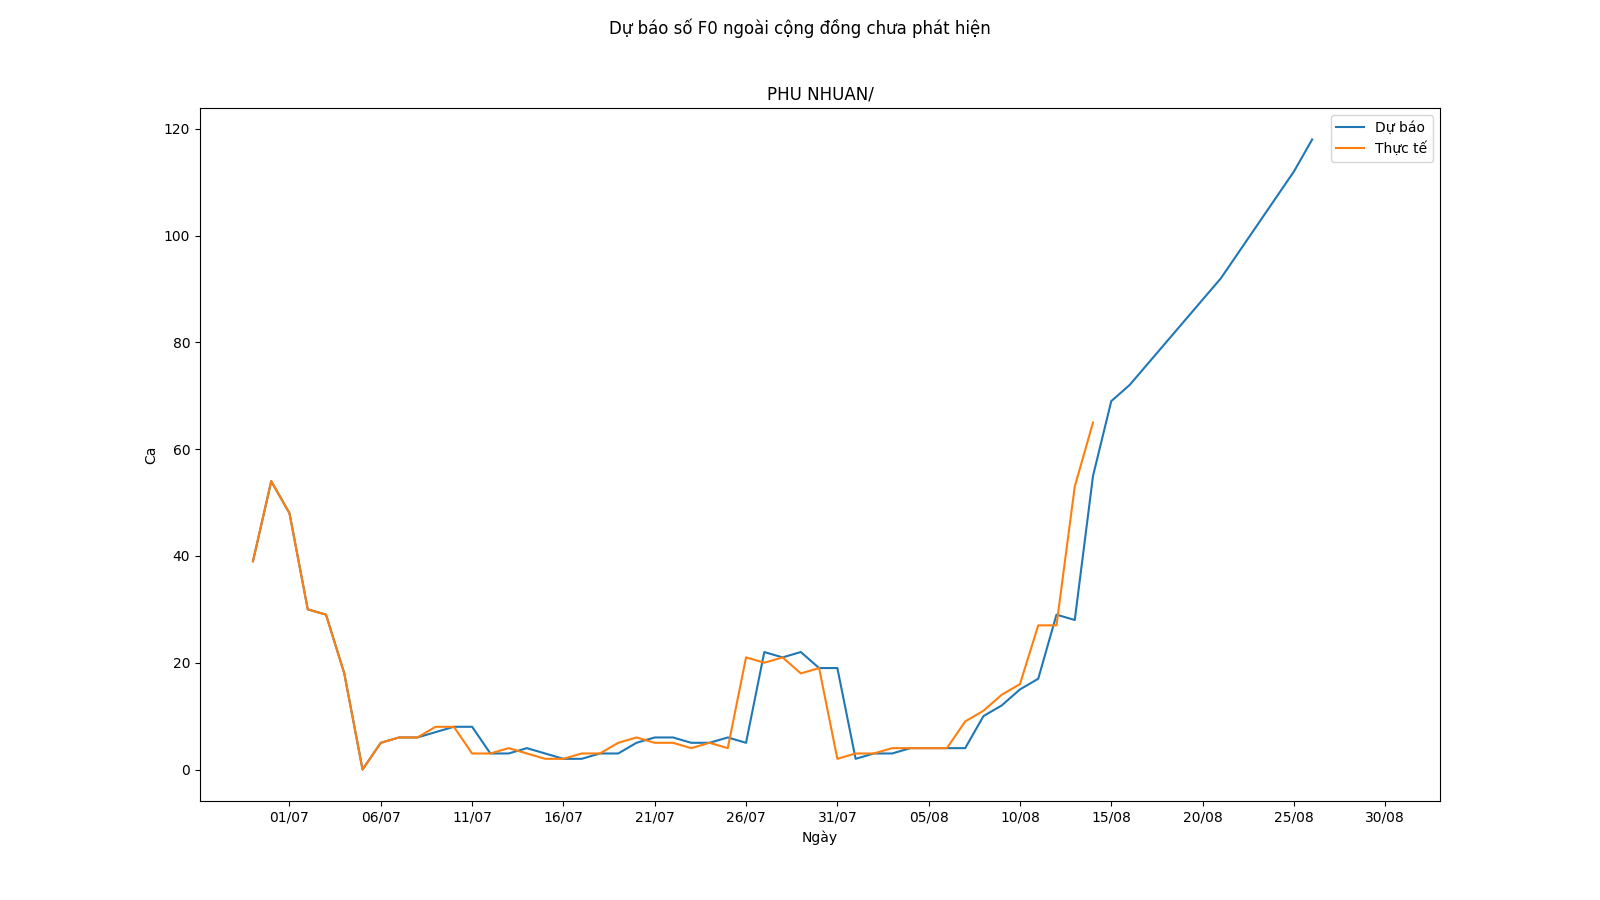 Dự báo số F0 ngoài cộng đồng chưa phát hiện
PHU NHUAN/
Dự báo
Thực tế
120
100
80
60
40
20
0
Ca
01/07 06/07 11/07 16/07 21/07 26/07 31/07 05/08 10/08 15/08 20/08 25/08 30/08
Ngày